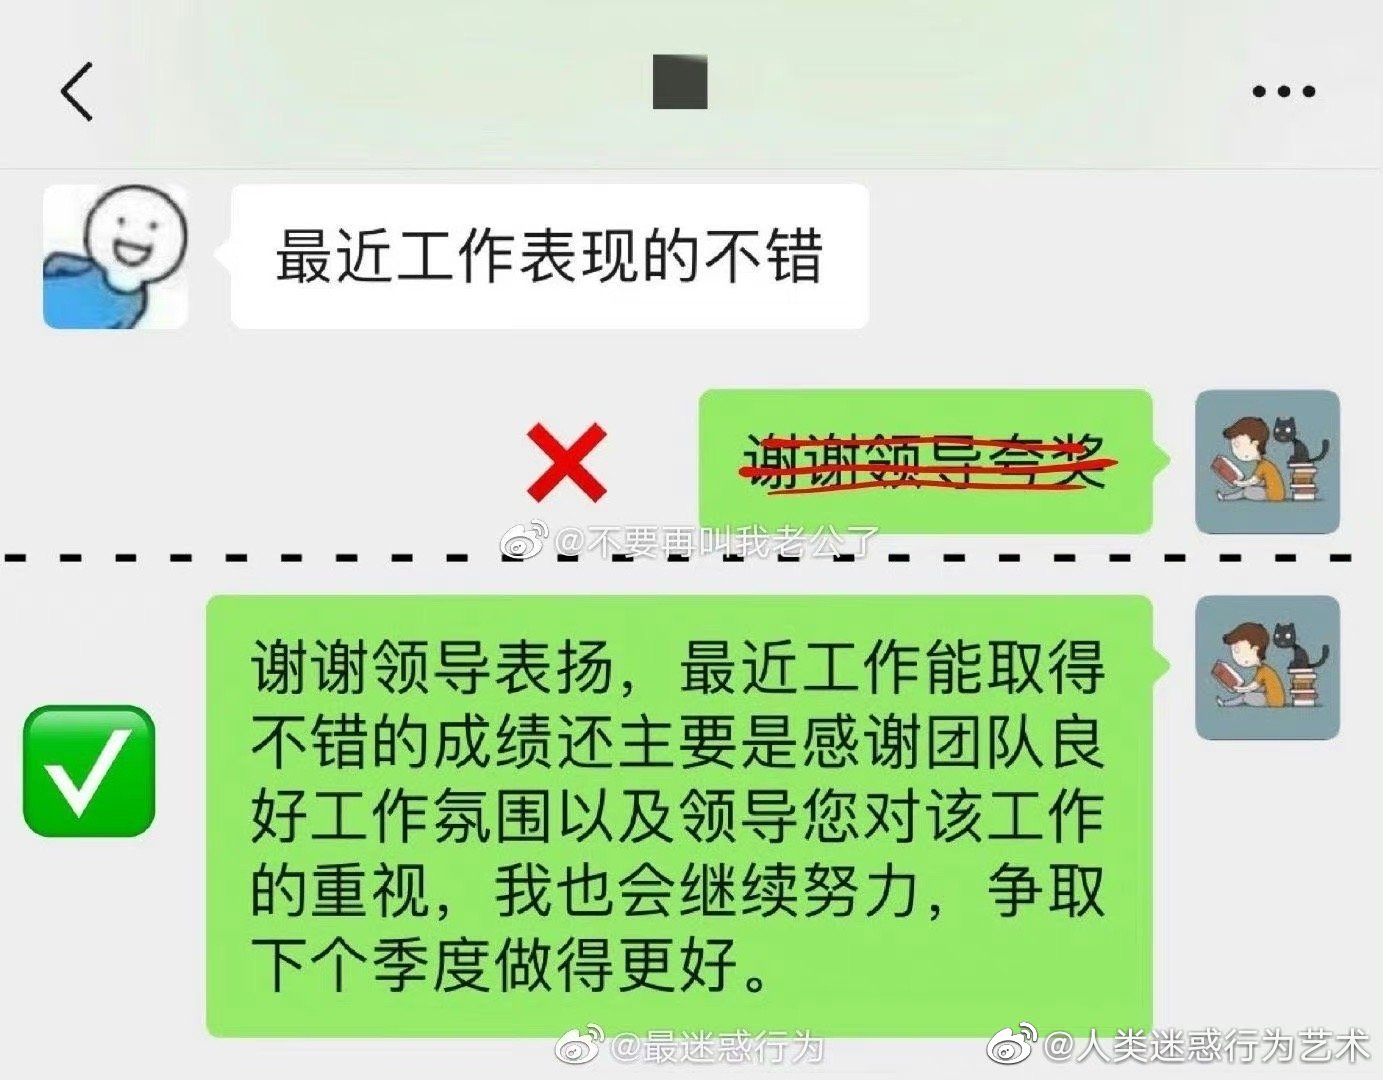 最近工作表现的不错
谢谢领导夸奖
@不要再叫我老公了
谢谢领导表扬，最近工作能取得
不错的成绩还主要是感谢团队良
好工作氛围以及领导您对该工作
的重视，我也会继续努力，争取
下个季度做得更好。
@最迷惑行为
@人类迷惑行为艺术